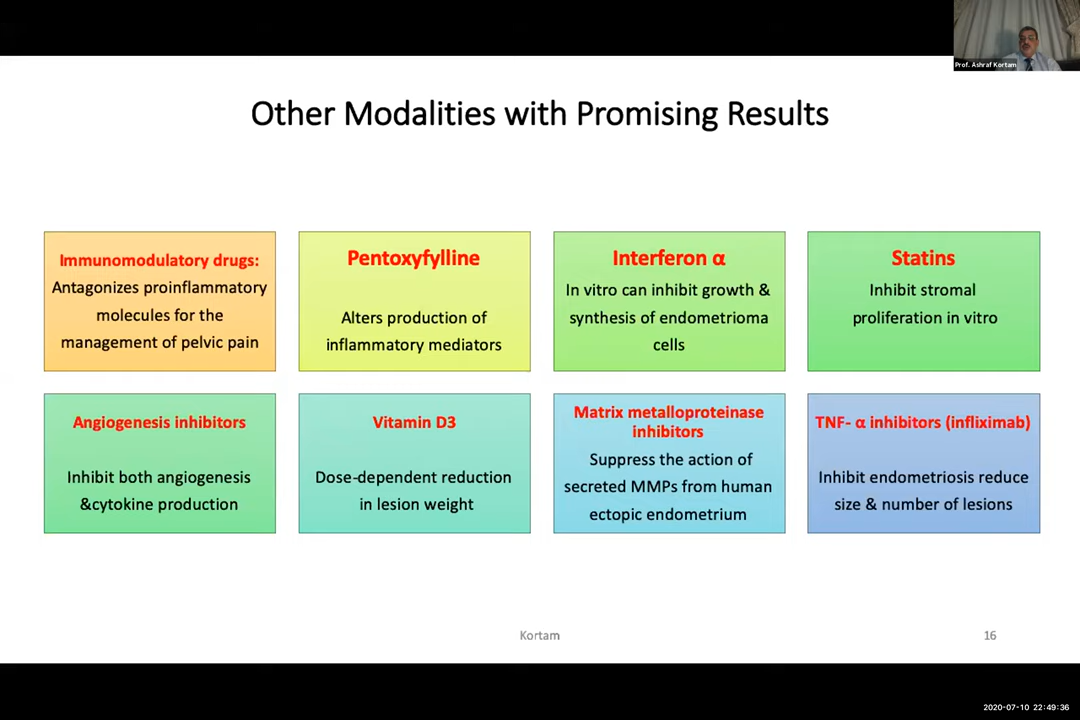 Prof. Ashraf Kortam
Other Modalities with Promising Results
Immunomodulatory drugs:
Antagonizes proinflammatory
molecules for the
management of pelvic pain
Pentoxyfylline
Alters production of
inflammatory mediators
Interferon α
In vitro can inhibit growth &
synthesis of endometrioma
cells
Statins
Inhibit stromal
proliferation in vitro
Angiogenesis inhibitors
Inhibit both angiogenesis
&cytokine production
Vitamin D3
Dose-dependent reduction
in lesion weight
Matrix metalloproteinase
inhibitors
Suppress the action of
secreted MMPs from human
ectopic endometrium
TNF- α inhibitors (infliximab)
Inhibit endometriosis reduce
size & number of lesions
Kortam
16
2020-07-10 22:49:36